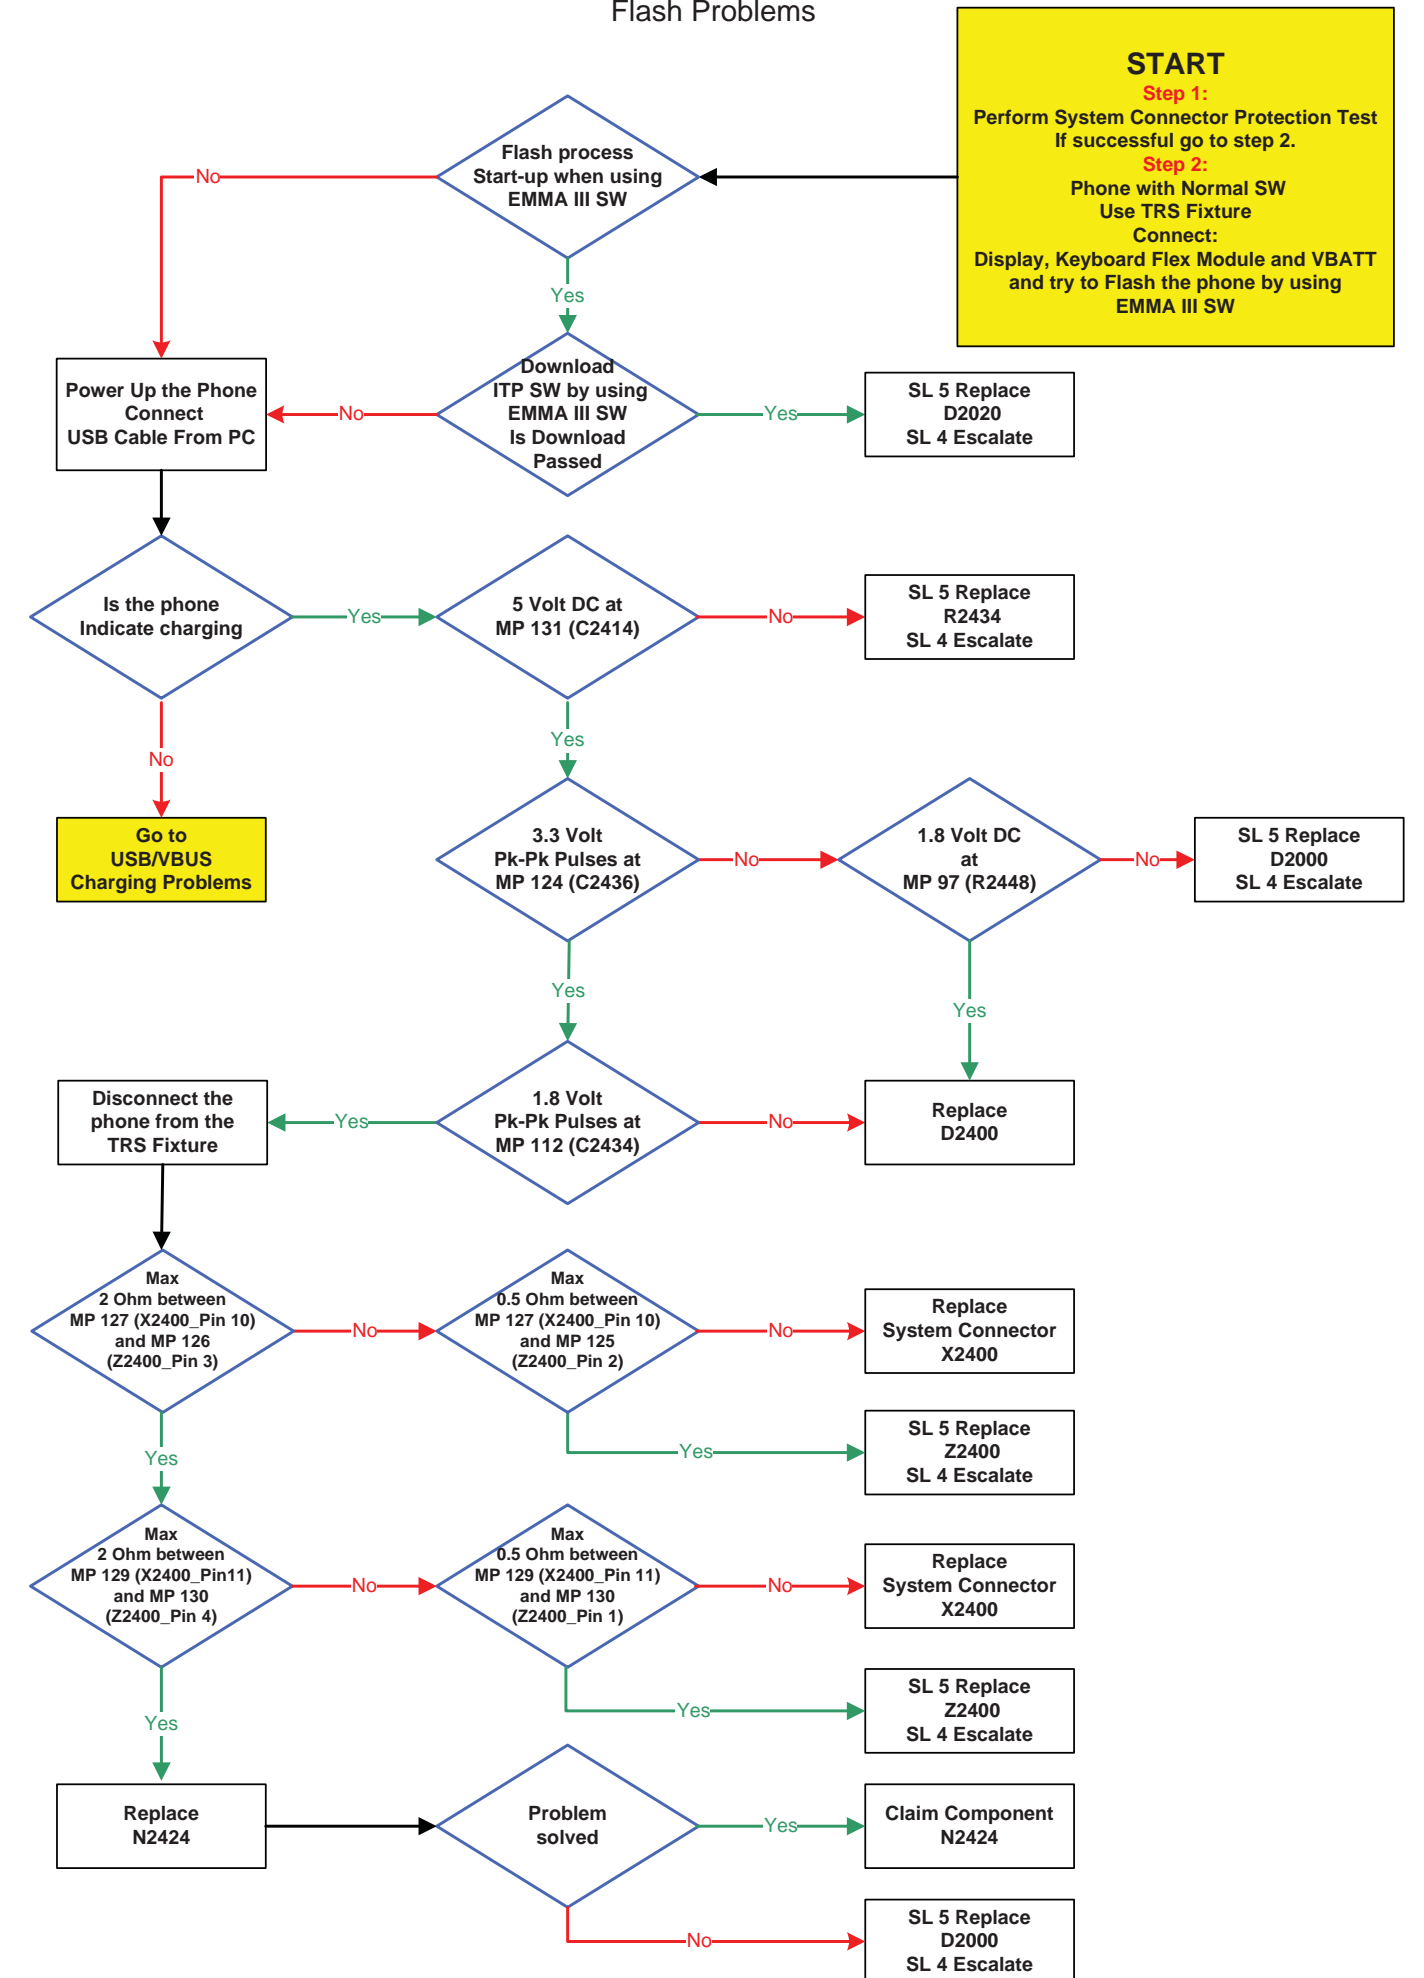 Flash Problems
START
Step 1:
Perform System Connector Protection Test
If successful go to step 2.
Step 2:
Phone with Normal SW
Use TRS Fixture
Connect:
Display, Keyboard Flex Module and VBATT
and try to Flash the phone by using
EMMA III SW
Flash process
Start-up when using
EMMA III SW
No
Yes
Power Up the Phone
Connect
USB Cable From PC
No
Download
ITP SW by using
EMMA III SW
Is Download
Passed
Yes
SL 5 Replace
D2020
SL 4 Escalate
Is the phone
Indicate charging
Yes
5 Volt DC at
MP 131 (C2414)
No
SL 5 Replace
R2434
SL 4 Escalate
No
Yes
Go to
USB/VBUS
Charging Problems
3.3 Volt
Pk-Pk Pulses at
MP 124 (C2436)
No
1.8 Volt DC
at
MP 97 (R2448)
No
SL 5 Replace
D2000
SL 4 Escalate
Yes
Yes
Disconnect the
phone from the
TRS Fixture
Yes
1.8 Volt
Pk-Pk Pulses at
MP 112 (C2434)
No
Replace
D2400
Max
2 Ohm between
MP 127 (X2400_Pin 10)
and MP 126
(Z2400_Pin 3)
No
Max
0.5 Ohm between
MP 127 (X2400_Pin 10)
and MP 125
(Z2400_Pin 2)
No
Replace
System Connector
X2400
Yes
Yes
SL 5 Replace
Z2400
SL 4 Escalate
Max
2 Ohm between
MP 129 (X2400_Pin11)
and MP 130
(Z2400_Pin 4)
No
Max
0.5 Ohm between
MP 129 (X2400_Pin 11)
and MP 130
(Z2400_Pin 1)
No
Replace
System Connector
X2400
Yes
Yes
SL 5 Replace
Z2400
SL 4 Escalate
Replace
N2424
Problem
solved
Yes
Claim Component
N2424
No
SL 5 Replace
D2000
SL 4 Escalate